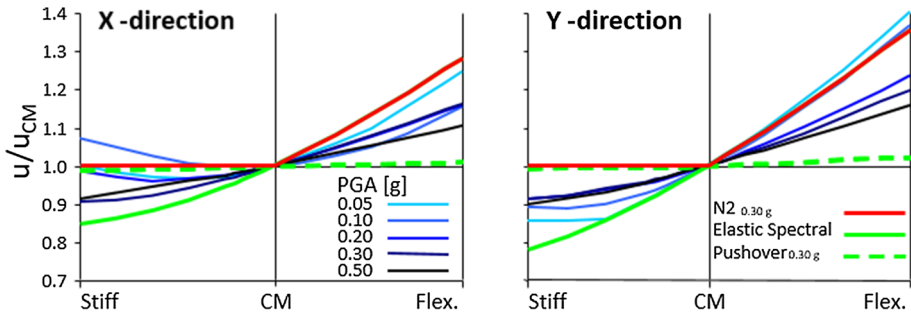 X -direction
Y -direction
u/uCM
1.4
1.3
1.2
1.1
1.0
0.9
0.8
0.7
PGA [g]
0.05
0.10
0.20
0.30
0.50
Stiff
CM
Flex.
N2 0.30 g
Elastic Spectral
Pushover 0.30 g
Stiff
CM
Flex.